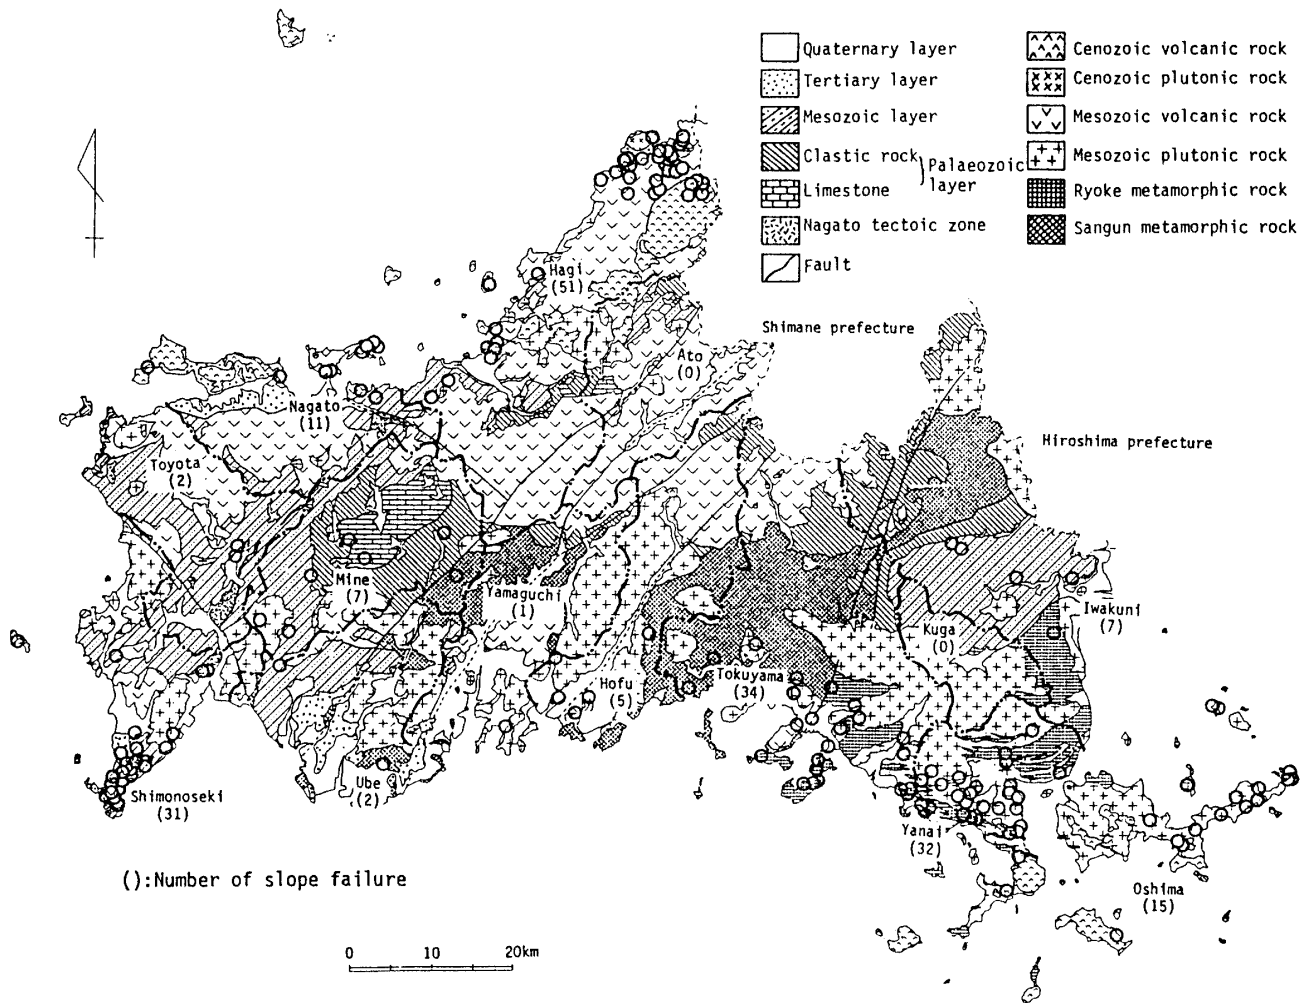 Quaternary layer
Tertiary layer
Mesozoic layer
Clastic rock
Limestone
Palaeozoic
layer
Nagato tectoic zone
Fault
Cenozoic volcanic rock
Cenozoic plutonic rock
Mesozoic volcanic rock
Mesozoic plutonic rock
Ryoke metamorphic rock
Sangun metamorphic rock
Hagi
(51)
Shimane prefecture
Ato
(0)
Nagato
(11)
Hiroshima prefecture
Toyota
(2)
Mine
(7)
Yamaguchi
(1)
Iwakuni
(7)
Kuga
(0)
Tokuyama
(34)
Hofu
(5)
Ube
(2)
Shimonoseki
(31)
Yanai
(32)
Oshima
(15)
():Number of slope failure
0 10 20km